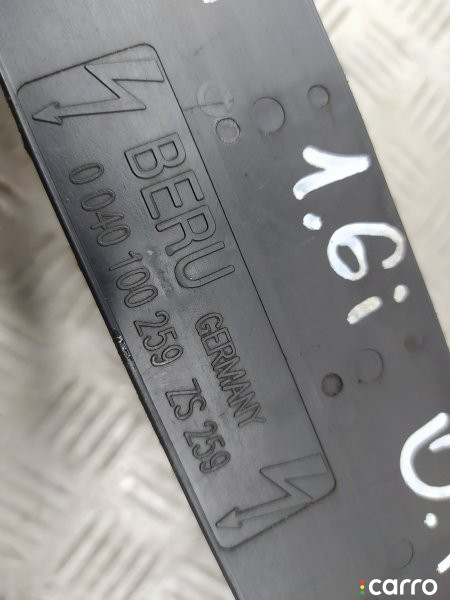 BERU GERMANY
0 040 100 259 ZS 259
1.6i
carro